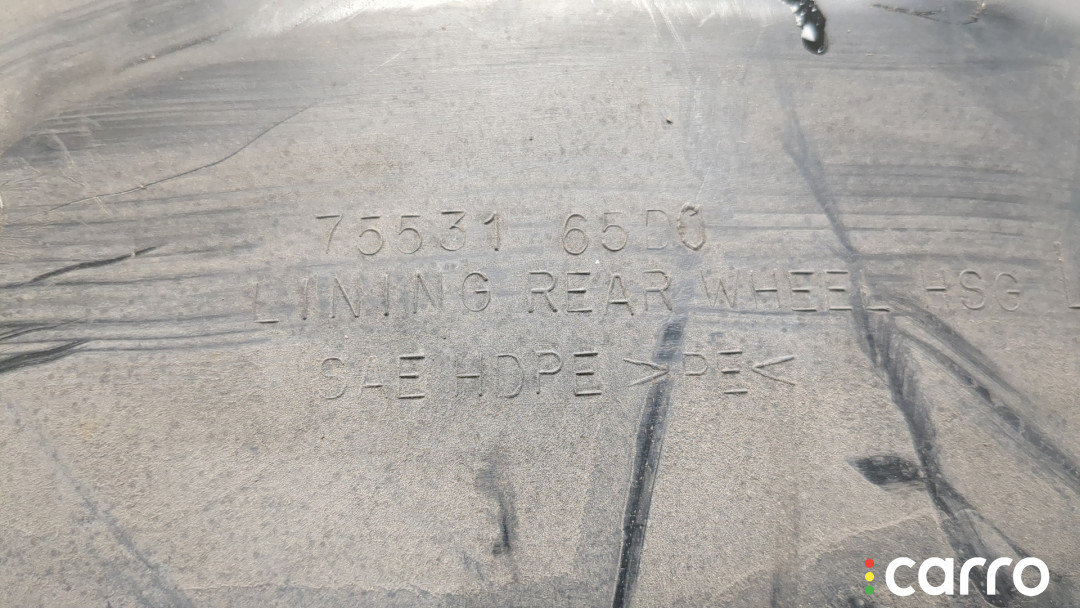 75531 65D0
LINING REAR WHEEL HSG L
SAE HDPE >PE<
carro